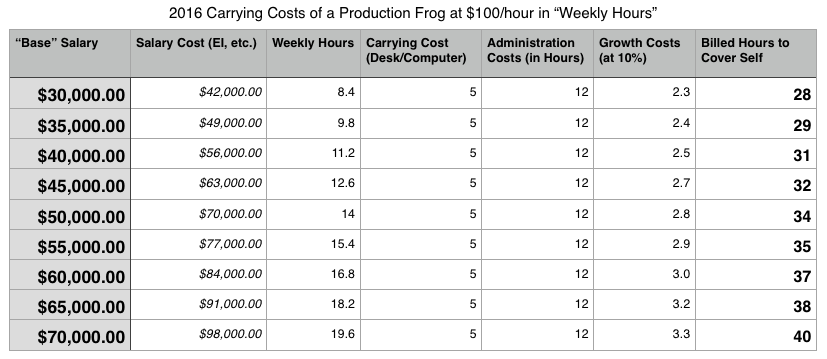 2016 Carrying Costs of a Production Frog at $100/hour in “Weekly Hours”
“Base” Salary Salary Cost (EI, etc.) Weekly Hours Carrying Cost (Desk/Computer) Administration Costs (in Hours) Growth Costs (at 10%) Billed Hours to Cover Self
$30,000.00 $42,000.00 8.4 5 12 2.3 28
$35,000.00 $49,000.00 9.8 5 12 2.4 29
$40,000.00 $56,000.00 11.2 5 12 2.5 31
$45,000.00 $63,000.00 12.6 5 12 2.7 32
$50,000.00 $70,000.00 14 5 12 2.8 34
$55,000.00 $77,000.00 15.4 5 12 2.9 35
$60,000.00 $84,000.00 16.8 5 12 3.0 37
$65,000.00 $91,000.00 18.2 5 12 3.2 38
$70,000.00 $98,000.00 19.6 5 12 3.3 40